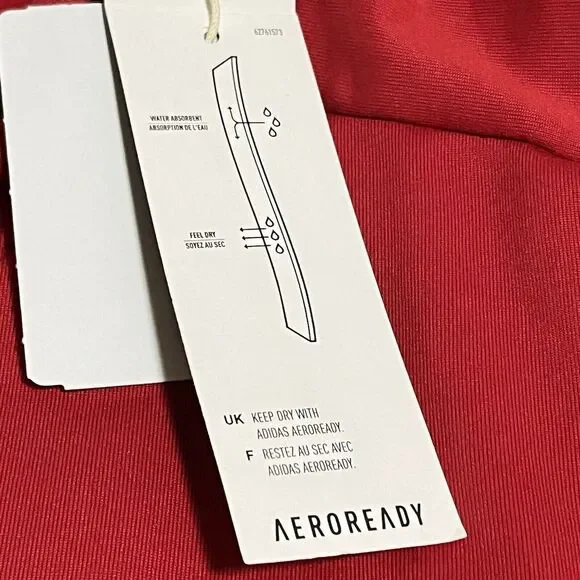 62761573
WATER ABSORBENT
ABSORPTION DE L'EAU
FEEL DRY
SOYEZ AU SEC
UK KEEP DRY WITH
ADIDAS AEROREADY.
F RESTEZ AU SEC AVEC
ADIDAS AEROREADY.
AEROREADY